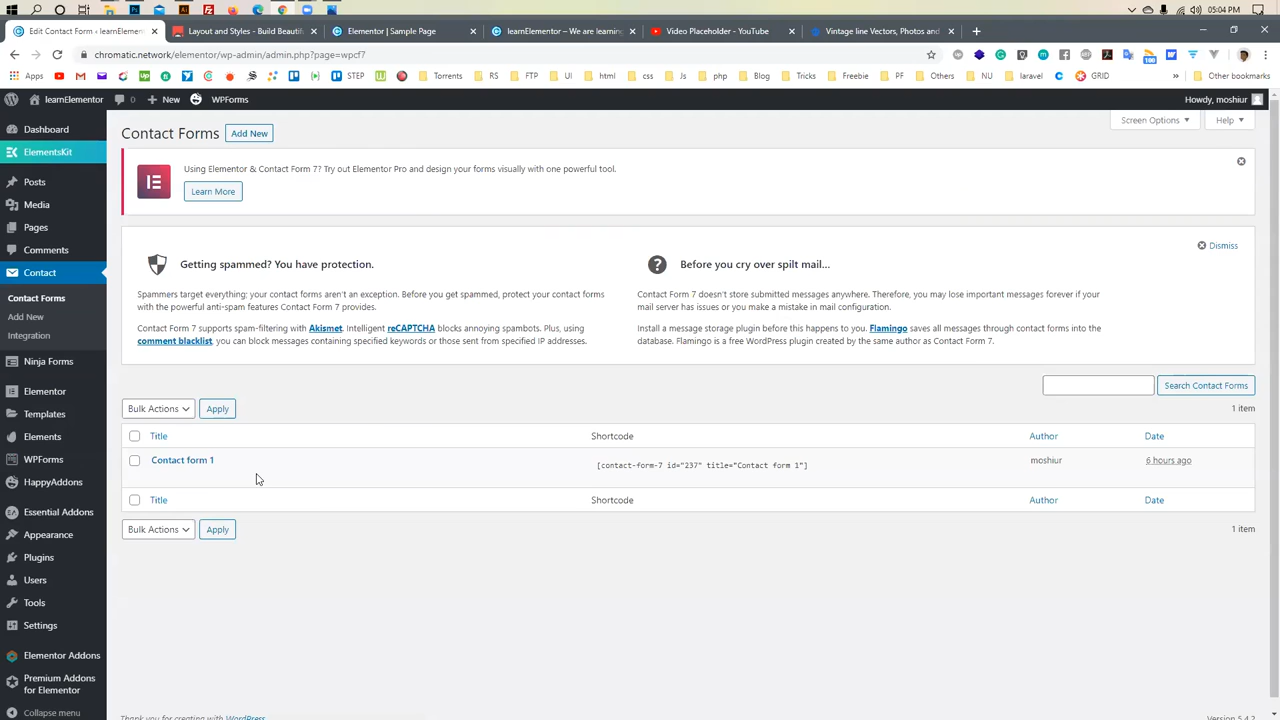 05:04 PM
Edit Contact Form ‹ learnElemen
Layout and Styles - Build Beautif
Elementor | Sample Page
learnElementor – We are learning
Video Placeholder - YouTube
Vintage line Vectors, Photos and
chromatic.network/elementor/wp-admin/admin.php?page=wpcf7
Apps
STEP
Torrents
RS
FTP
UI
html
css
Js
php
Blog
Tricks
Freebie
PF
Others
NU
laravel
GRID
Other bookmarks
learnElementor
0
New
WPForms
Howdy, moshiur
Dashboard
ElementsKit
Posts
Media
Pages
Comments
Contact
Contact Forms
Add New
Integration
Ninja Forms
Elementor
Templates
Elements
WPForms
HappyAddons
Essential Addons
Appearance
Plugins
Users
Tools
Settings
Elementor Addons
Premium Addons
for Elementor
Collapse menu
Screen Options
Help
Contact Forms
Add New
Using Elementor & Contact Form 7? Try out Elementor Pro and design your forms visually with one powerful tool.
Learn More
Dismiss
Getting spammed? You have protection.
Spammers target everything; your contact forms aren't an exception. Before you get spammed, protect your contact forms
with the powerful anti-spam features Contact Form 7 provides.
Contact Form 7 supports spam-filtering with Akismet. Intelligent reCAPTCHA blocks annoying spambots. Plus, using
comment blacklist, you can block messages containing specified keywords or those sent from specified IP addresses.
Before you cry over spilt mail...
Contact Form 7 doesn't store submitted messages anywhere. Therefore, you may lose important messages forever if your
mail server has issues or you make a mistake in mail configuration.
Install a message storage plugin before this happens to you. Flamingo saves all messages through contact forms into the
database. Flamingo is a free WordPress plugin created by the same author as Contact Form 7.
Search Contact Forms
Bulk Actions
Apply
1 item
Title
Shortcode
Author
Date
Contact form 1
[contact-form-7 id="237" title="Contact form 1"]
moshiur
6 hours ago
Title
Shortcode
Author
Date
Bulk Actions
Apply
1 item
Thank you for creating with WordPress
Version 5.4.2